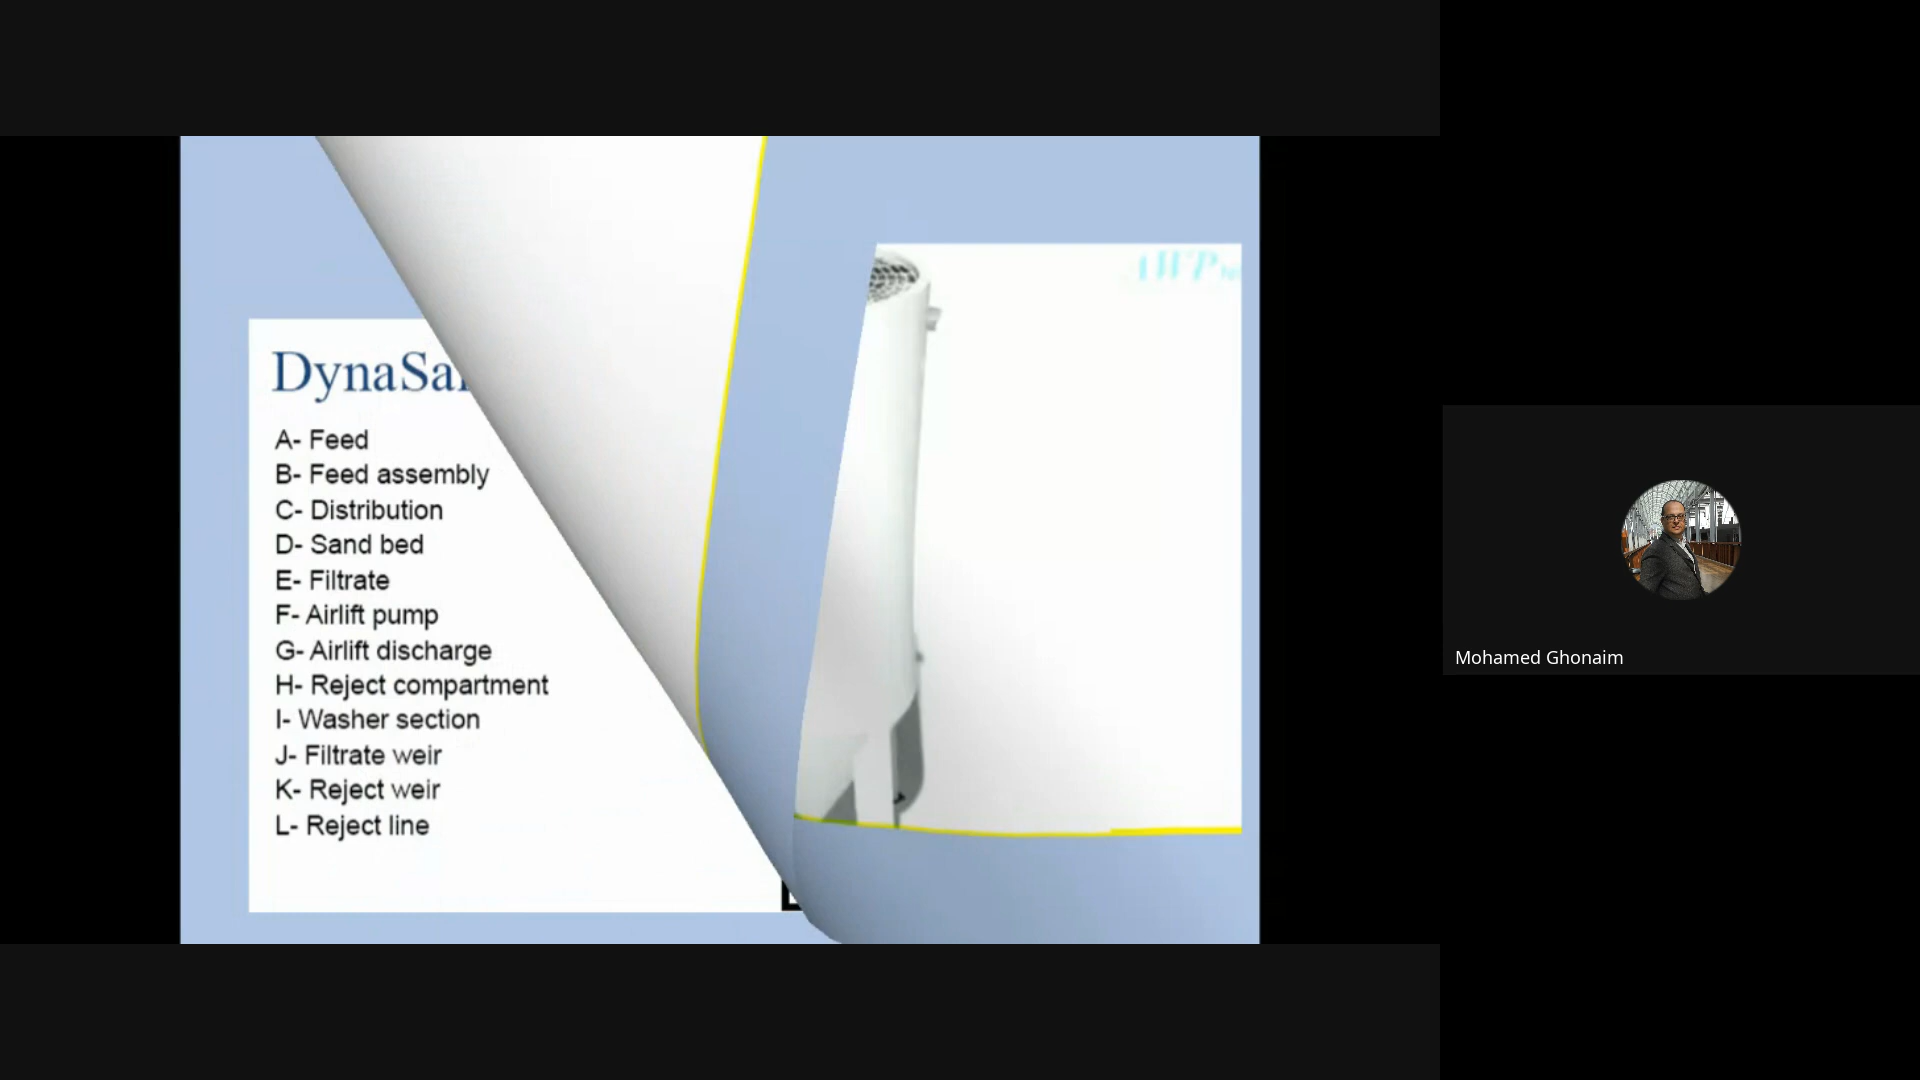 DynaSa
A- Feed
B- Feed assembly
C- Distribution
D- Sand bed
E- Filtrate
F- Airlift pump
G- Airlift discharge
H- Reject compartment
I- Washer section
J- Filtrate weir
K- Reject weir
L- Reject line
Mohamed Ghonaim